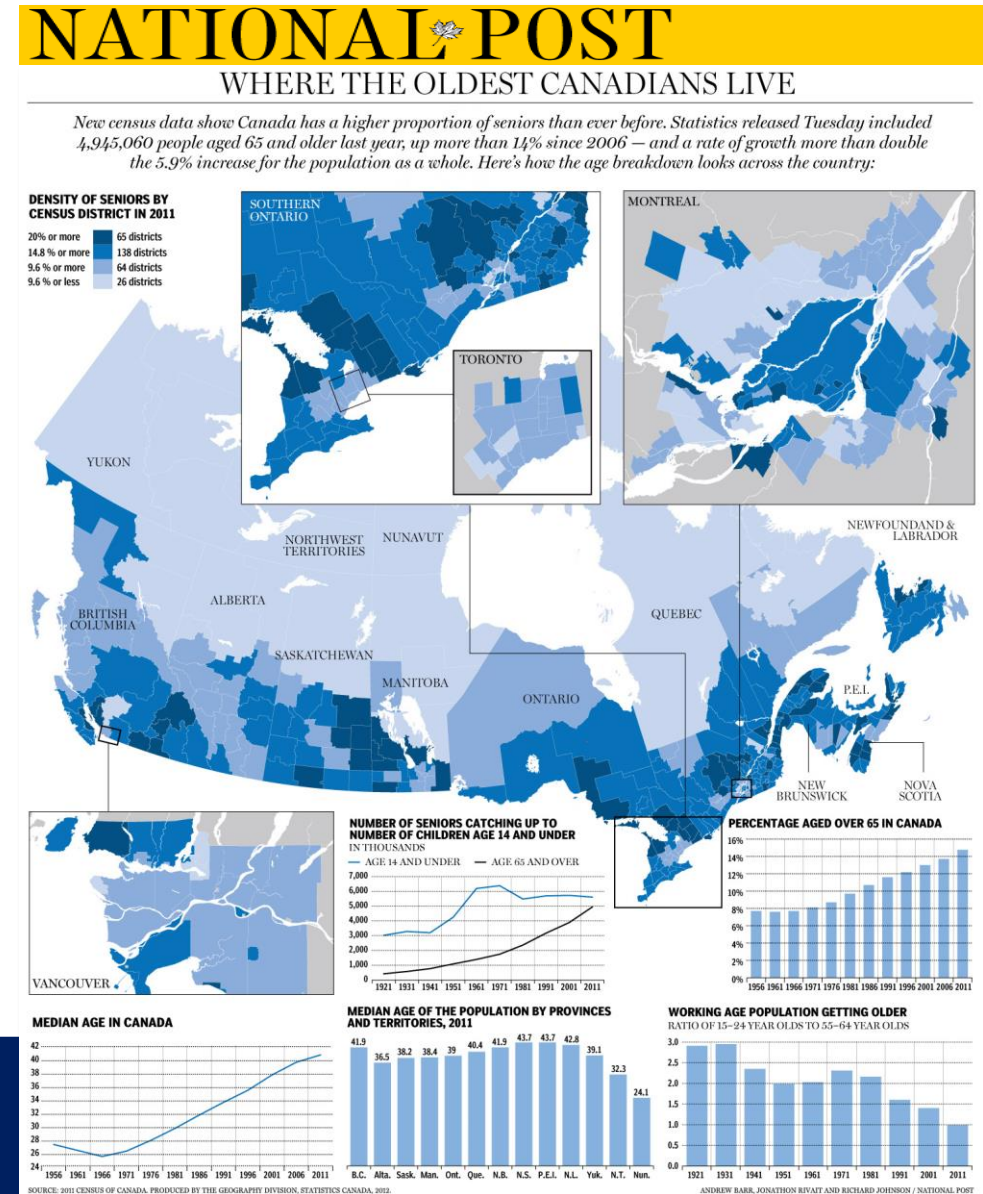 NATIONAL POST
WHERE THE OLDEST CANADIANS LIVE
New census data show Canada has a higher proportion of seniors than ever before. Statistics released Tuesday included
4,945,060 people aged 65 and older last year, up more than 14% since 2006 — and a rate of growth more than double
the 5.9% increase for the population as a whole. Here's how the age breakdown looks across the country:
DENSITY OF SENIORS BY
CENSUS DISTRICT IN 2011
20% or more 65 districts
14.8 % or more 138 districts
9.6 % or more 64 districts
9.6 % or less 26 districts
SOUTHERN
ONTARIO
TORONTO
MONTREAL
YUKON
NORTHWEST
TERRITORIES
NUNAVUT
NEWFOUNDAND &
LABRADOR
BRITISH
COLUMBIA
ALBERTA
SASKATCHEWAN
MANITOBA
ONTARIO
QUEBEC
P.E.I.
NEW
BRUNSWICK
NOVA
SCOTIA
VANCOUVER
NUMBER OF SENIORS CATCHING UP TO
NUMBER OF CHILDREN AGE 14 AND UNDER
IN THOUSANDS
AGE 14 AND UNDER AGE 65 AND OVER
7,000
6,000
5,000
4,000
3,000
2,000
1,000
0
1921 1931 1941 1951 1961 1971 1981 1991 2001 2011
PERCENTAGE AGED OVER 65 IN CANADA
16%
14%
12%
10%
8%
6%
4%
2%
0%
1956 1961 1966 1971 1976 1981 1986 1991 1996 2001 2006 2011
MEDIAN AGE IN CANADA
42
40
38
36
34
32
30
28
26
24
1956 1961 1966 1971 1976 1981 1986 1991 1996 2001 2006 2011
MEDIAN AGE OF THE POPULATION BY PROVINCES
AND TERRITORIES, 2011
41.9 36.5 38.2 38.4 39 40.4 41.9 43.7 43.7 42.8 39.1 32.3 24.1
B.C. Alta. Sask. Man. Ont. Que. N.B. N.S. P.E.I. N.L. Yuk. N.T. Nun.
WORKING AGE POPULATION GETTING OLDER
RATIO OF 15–24 YEAR OLDS TO 55–64 YEAR OLDS
3.0
2.5
2.0
1.5
1.0
0.5
0.0
1921 1931 1941 1951 1961 1971 1981 1991 2001 2011
SOURCE: 2011 CENSUS OF CANADA. PRODUCED BY THE GEOGRAPHY DIVISION, STATISTICS CANADA, 2012.
ANDREW BARR, JONATHON RIVAIT AND RICHARD JOHNSON / NATIONAL POST